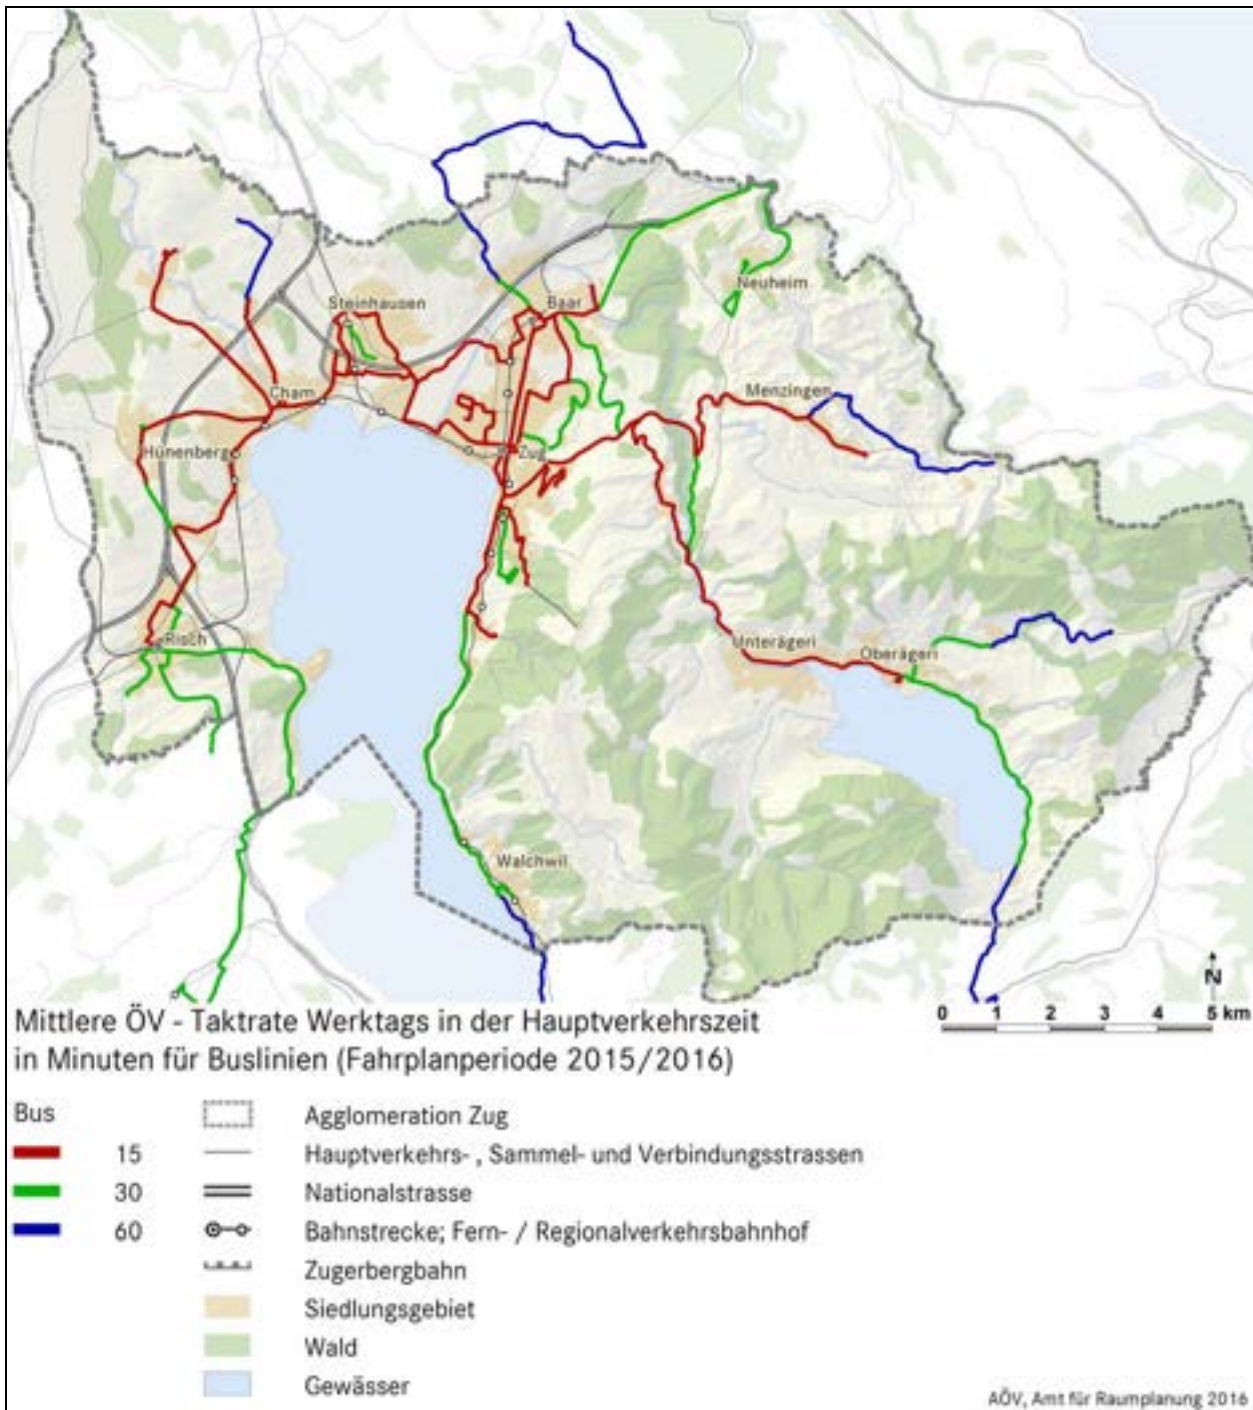 Steinhausen
Baar
Neuheim
Cham
Menzingen
Hünenberg
Zug
Risch
Unterägeri
Oberägeri
Walchwil
N
0 1 2 3 4 5 km
Mittlere ÖV - Taktrate Werktags in der Hauptverkehrszeit
in Minuten für Buslinien (Fahrplanperiode 2015/2016)
Bus
Agglomeration Zug
15
Hauptverkehrs- , Sammel- und Verbindungsstrassen
30
Nationalstrasse
60
Bahnstrecke; Fern- / Regionalverkehrsbahnhof
Zugerbergbahn
Siedlungsgebiet
Wald
Gewässer
AÖV, Amt für Raumplanung 2016